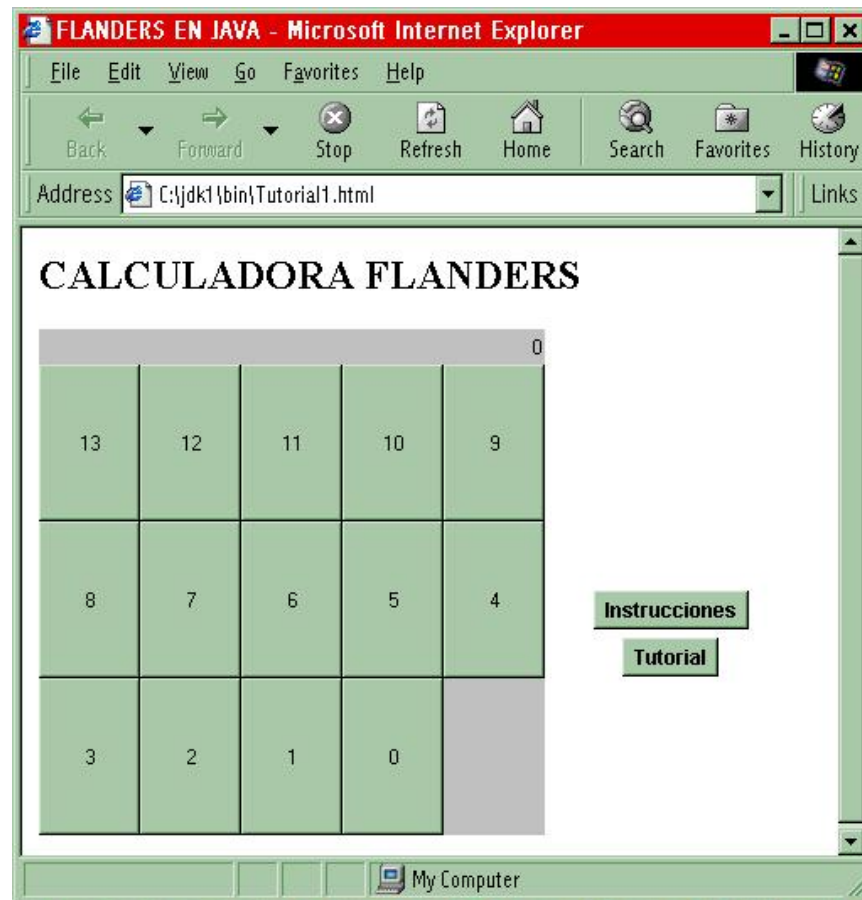 FLANDERS EN JAVA - Microsoft Internet Explorer
File Edit View Go Favorites Help
Back Forward Stop Refresh Home Search Favorites History
Address C:\jdk1\bin\Tutorial1.html Links
CALCULADORA FLANDERS
0
13 12 11 10 9
8 7 6 5 4
Instrucciones
Tutorial
3 2 1 0
My Computer